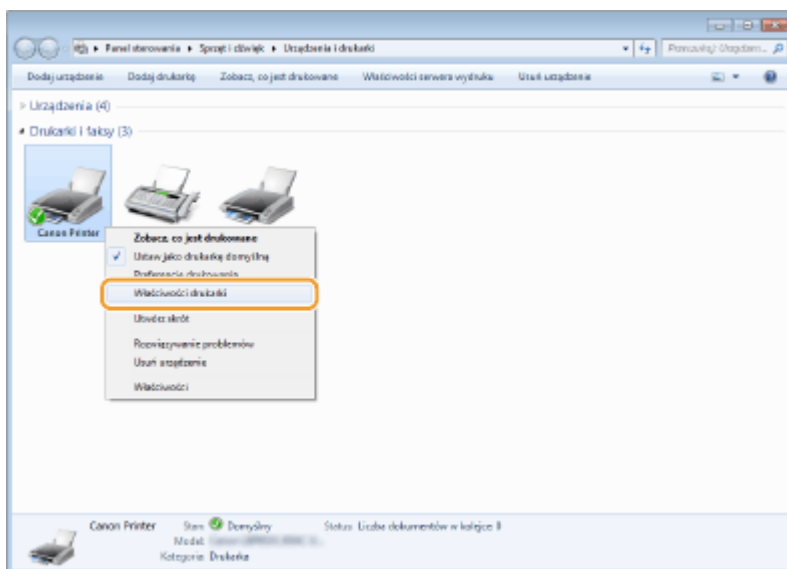 Panel sterowania ▸ Sprzęt i dźwięk ▸ Urządzenia i drukarki
Dodaj urządzenie Dodaj drukarkę Zobacz, co jest drukowane Właściwości serwera wydruku Usuń urządzenie
Urządzenia (4)
Drukarki i faksy (3)
Canon Printer
Zobacz, co jest drukowane
Ustaw jako drukarkę domyślną
Preferencje drukowania
Właściwości drukarki
Utwórz skrót
Rozwiązywanie problemów
Usuń urządzenie
Właściwości
Canon Printer Stan: Domyślny Status: Liczba dokumentów w kolejce: 0
Model:
Kategoria: Drukarka